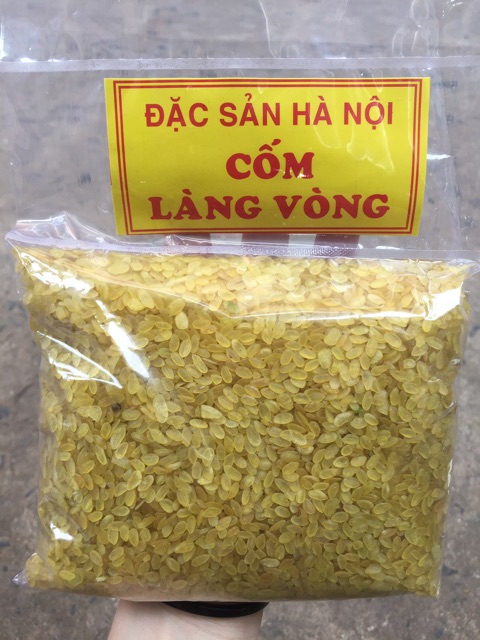 ĐẶC SẢN HÀ NỘI
CỐM
LÀNG VÒNG